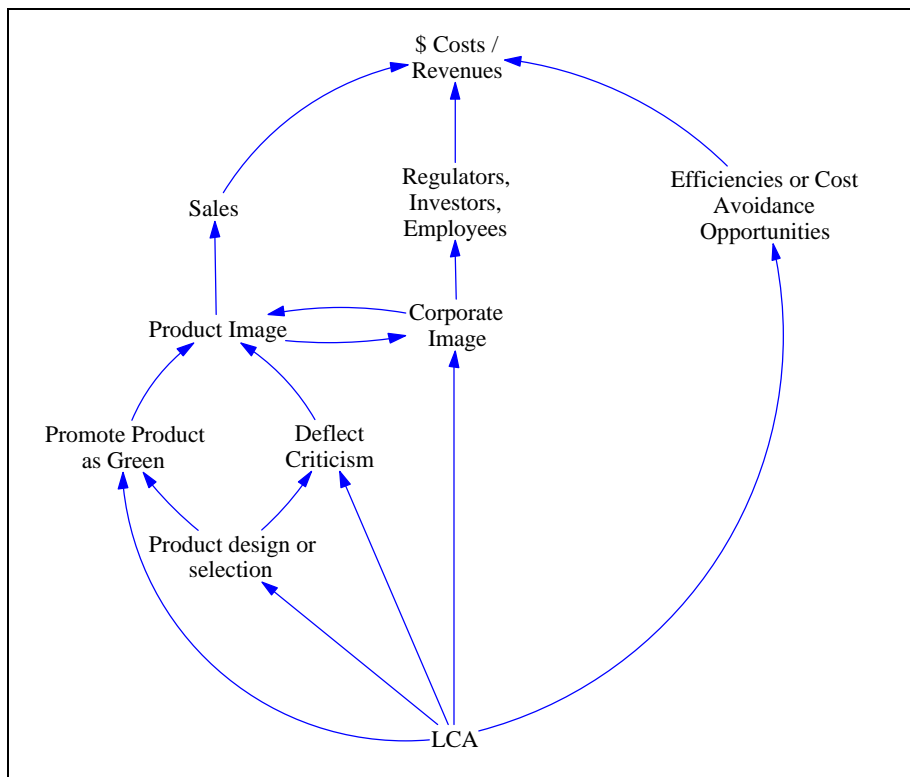 $ Costs /
Revenues
Regulators,
Investors,
Employees
Efficiencies or Cost
Avoidance
Opportunities
Sales
Corporate
Image
Product Image
Promote Product
as Green
Deflect
Criticism
Product design or
selection
LCA